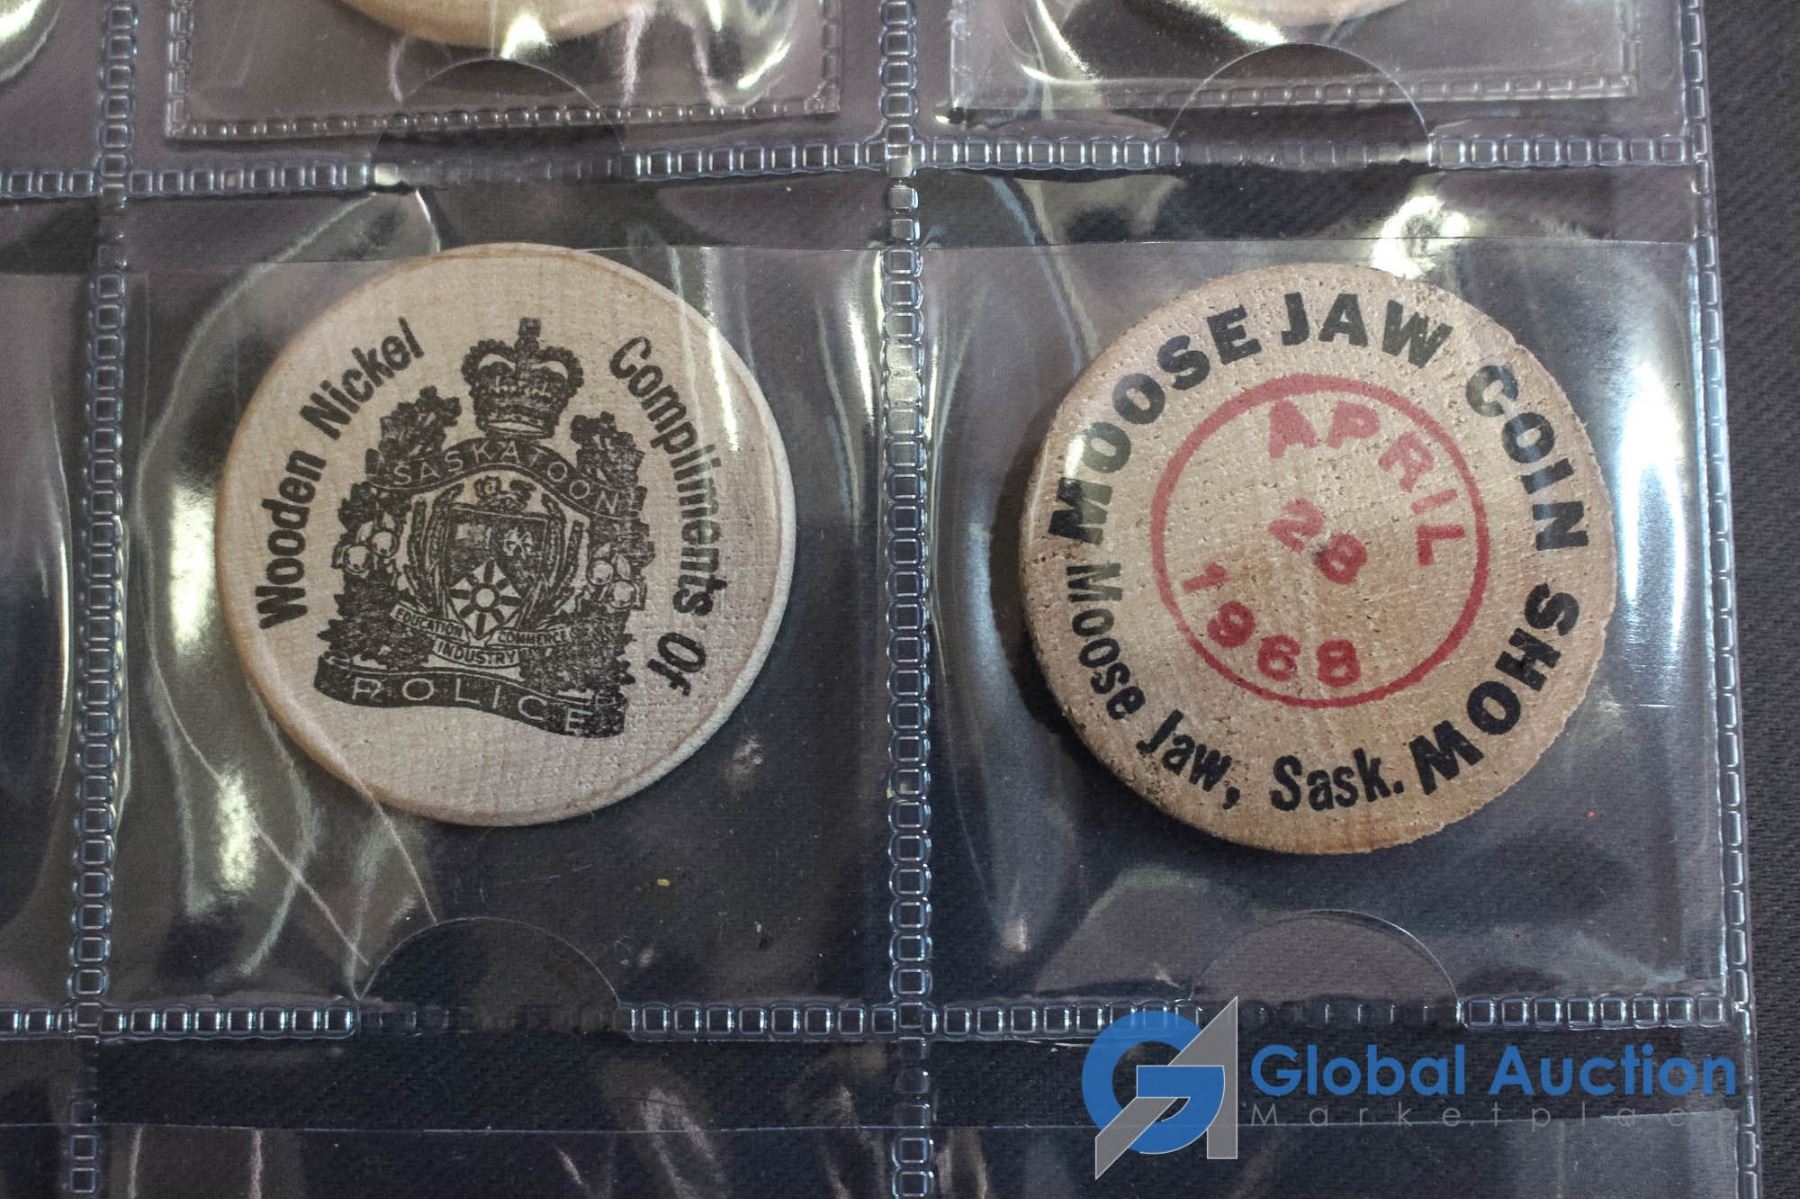 Wooden Nickel
Compliments Of
SASKATOON
EDUCATION
COMMERCE
INDUSTRY
POLICE
MOOSE JAW COIN
MOHS
Moose Jaw, Sask.
APRIL
28
1968
Global Auction
Marketplace